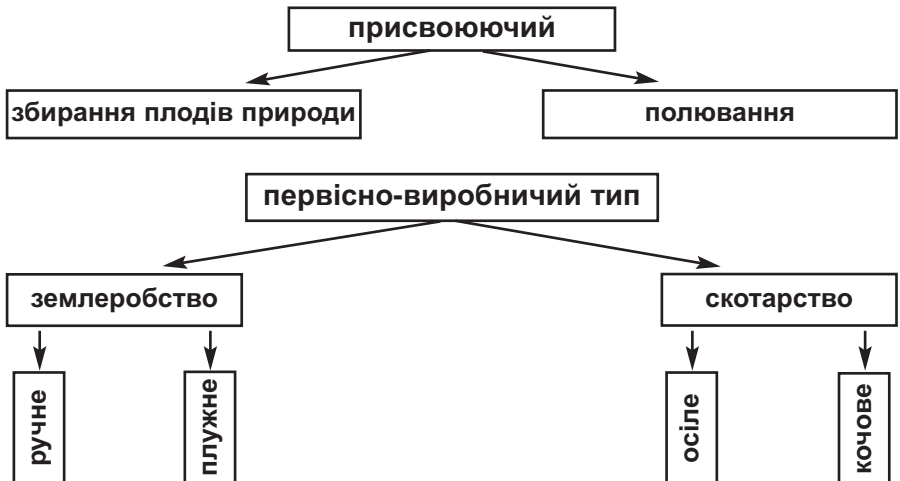 присвоюючий
збирання плодів природи
полювання
первісно-виробничий тип
землеробство
скотарство
ручне
плужне
осіле
кочове